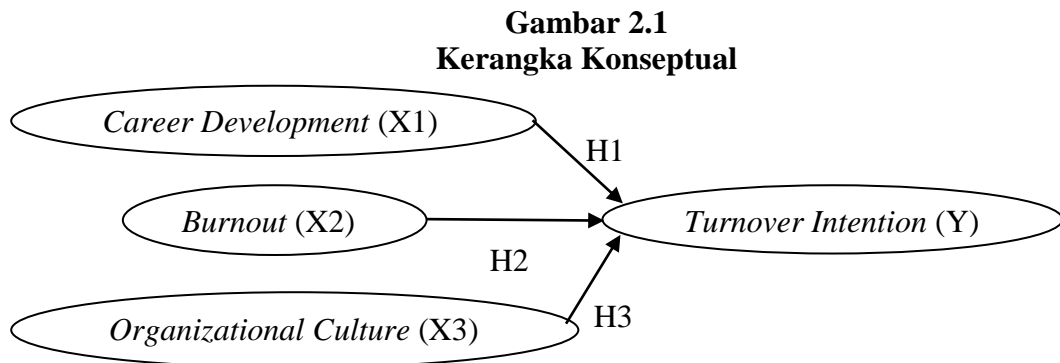 Gambar 2.1
Kerangka Konseptual
Career Development (X1)
H1
Burnout (X2)
Turnover Intention (Y)
H2
Organizational Culture (X3)
H3